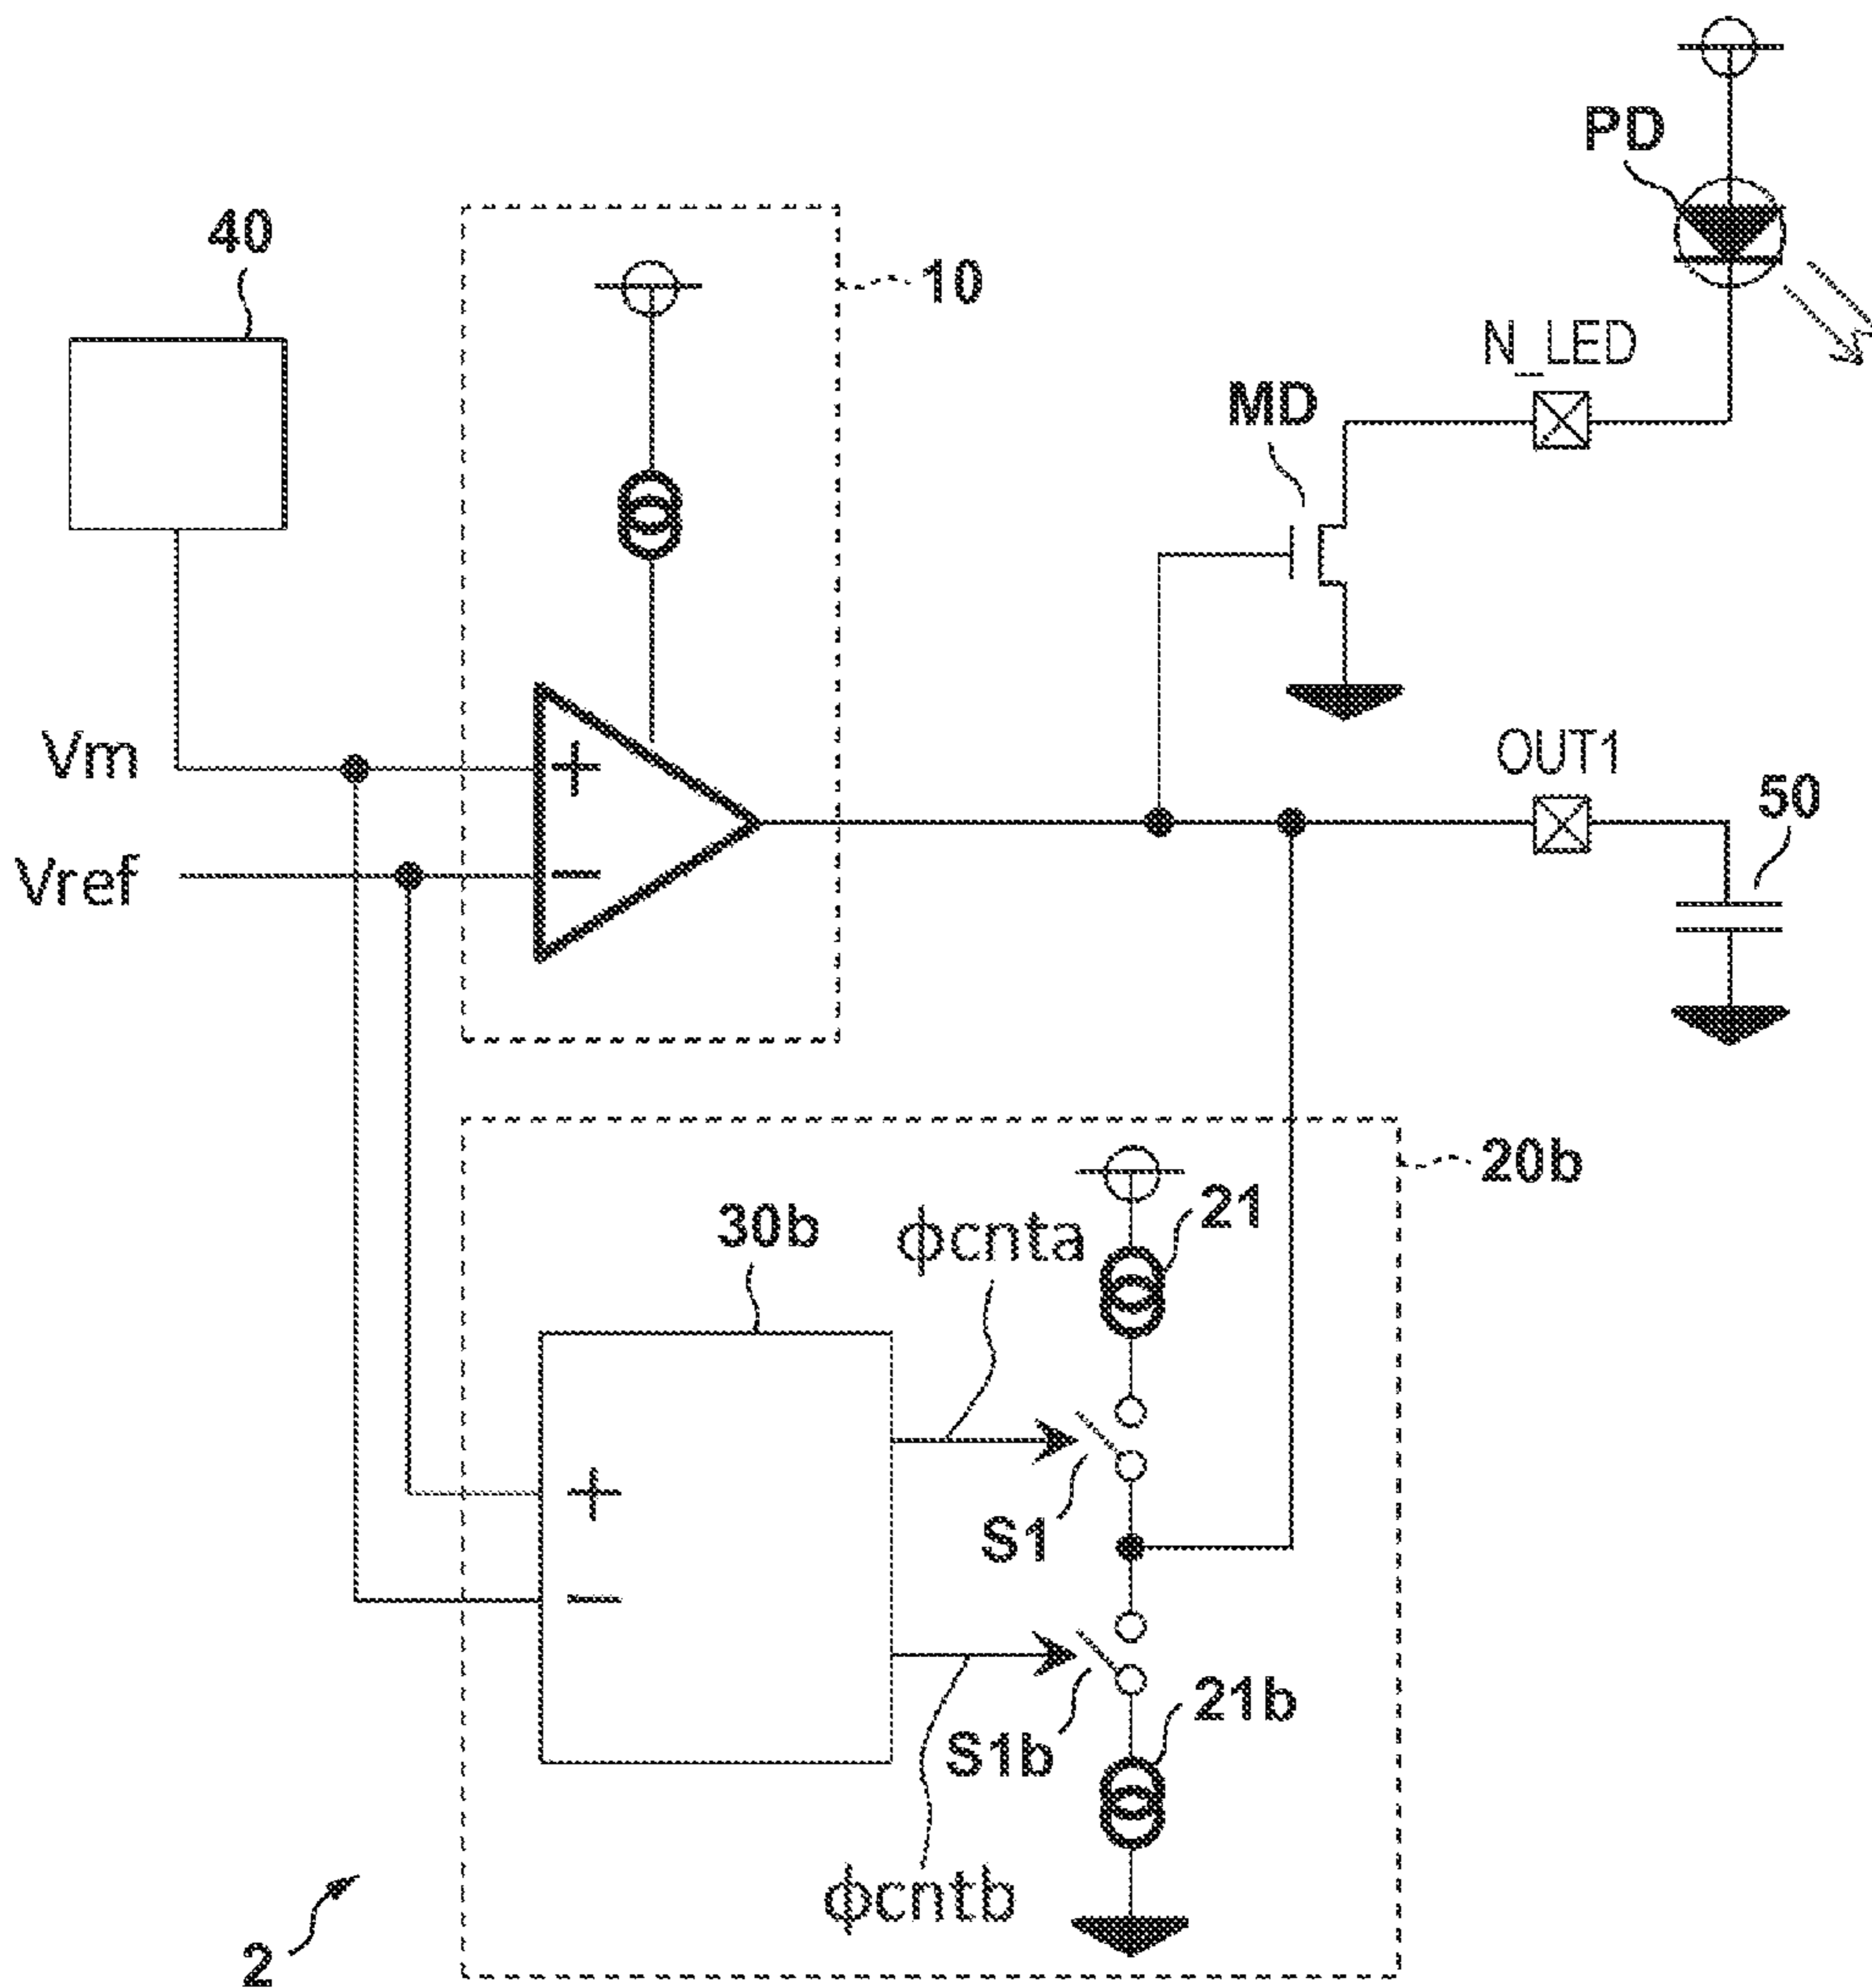 PD
40
10
N_LED
MD
Vm
OUT1
50
Vref
20b
21
30b
ϕcnta
S1
21b
S1b
ϕcntb
2